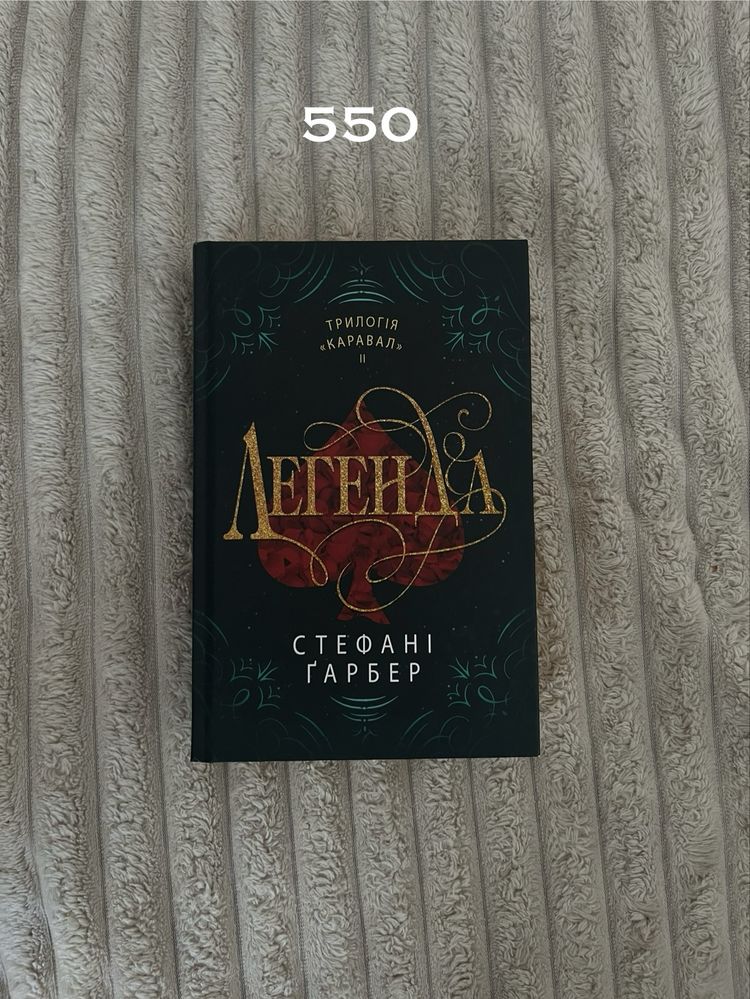 550
ТРИЛОГІЯ
«КАРАВАЛ»
II
ЛЕГЕНДА
СТЕФАНІ
ҐАРБЕР